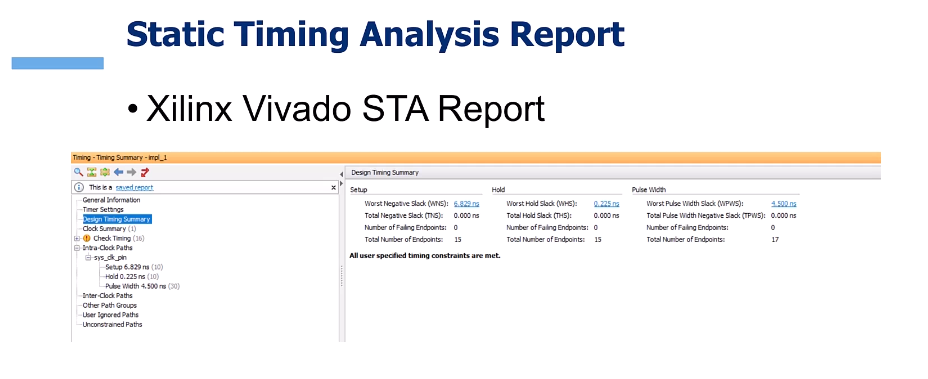 Static Timing Analysis Report
• Xilinx Vivado STA Report
Timing - Timing Summary - impl_1
This is a saved report
General Information
Timer Settings
Design Timing Summary
Clock Summary (1)
Check Timing (16)
Intra-Clock Paths
sys_clk_pin
Setup 6.829 ns (10)
Hold 0.225 ns (10)
Pulse Width 4.500 ns (30)
Inter-Clock Paths
Other Path Groups
User Ignored Paths
Unconstrained Paths
Design Timing Summary
Setup Hold Pulse Width
Worst Negative Slack (WNS): 6.829 ns Worst Hold Slack (WHS): 0.225 ns Worst Pulse Width Slack (WPWS): 4.500 ns
Total Negative Slack (TNS): 0.000 ns Total Hold Slack (THS): 0.000 ns Total Pulse Width Negative Slack (TPWS): 0.000 ns
Number of Failing Endpoints: 0 Number of Failing Endpoints: 0 Number of Failing Endpoints: 0
Total Number of Endpoints: 15 Total Number of Endpoints: 15 Total Number of Endpoints: 17
All user specified timing constraints are met.